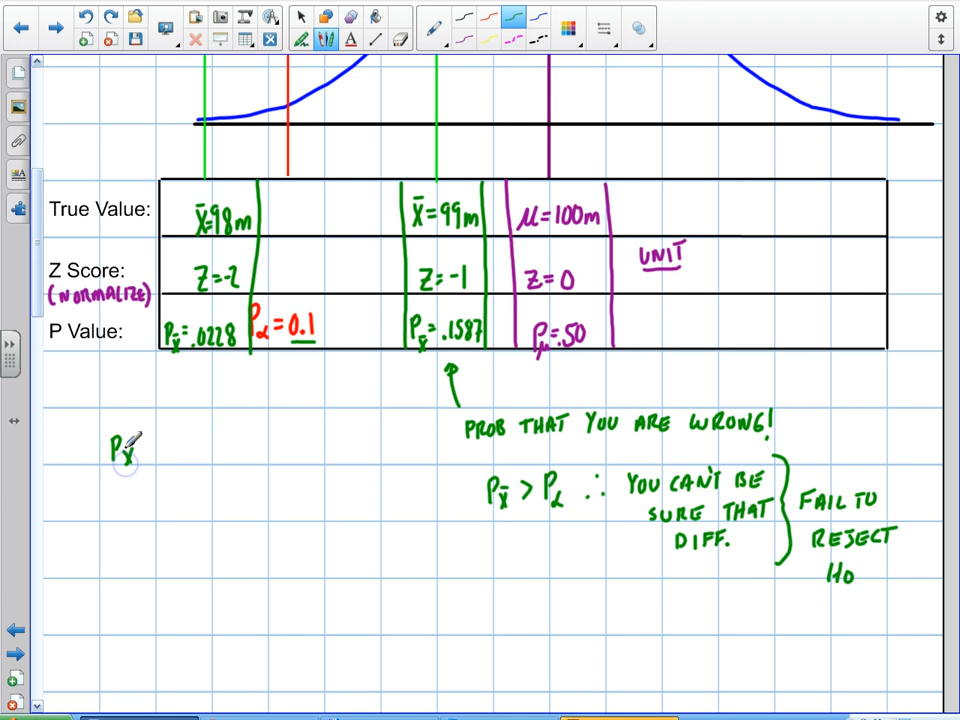 True Value: X̄=98m X̄=99m μ=100m
Z Score: Z=-2 Z=-1 Z=0 UNIT
(NORMALIZE)
P Value: Px̄=.0228 Pα=0.1 Px̄=.1587 Pμ=.50
PROB THAT YOU ARE WRONG!
Px̄
Px̄ > Pα ∴ YOU CAN'T BE
SURE THAT
DIFF.
FAIL TO
REJECT
Ho